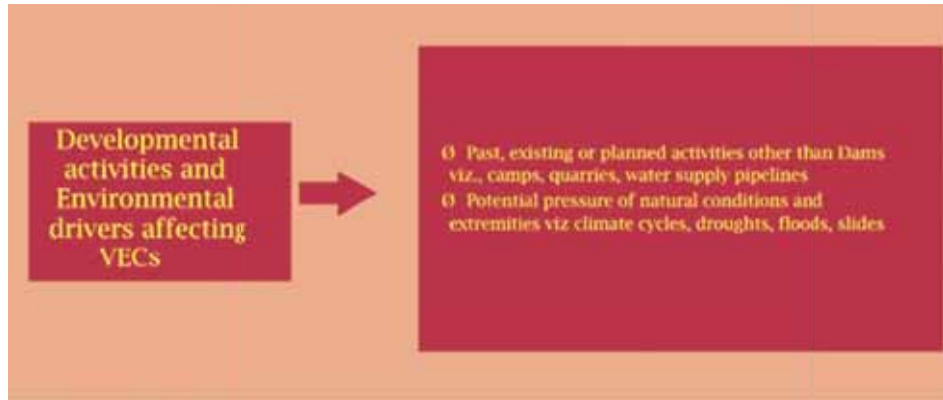 Developmental
activities and
Environmental
drivers affecting
VECs
Ø Past, existing or planned activities other than Dams
viz., camps, quarries, water supply pipelines
Ø Potential pressure of natural conditions and
extremities viz climate cycles, droughts, floods, slides